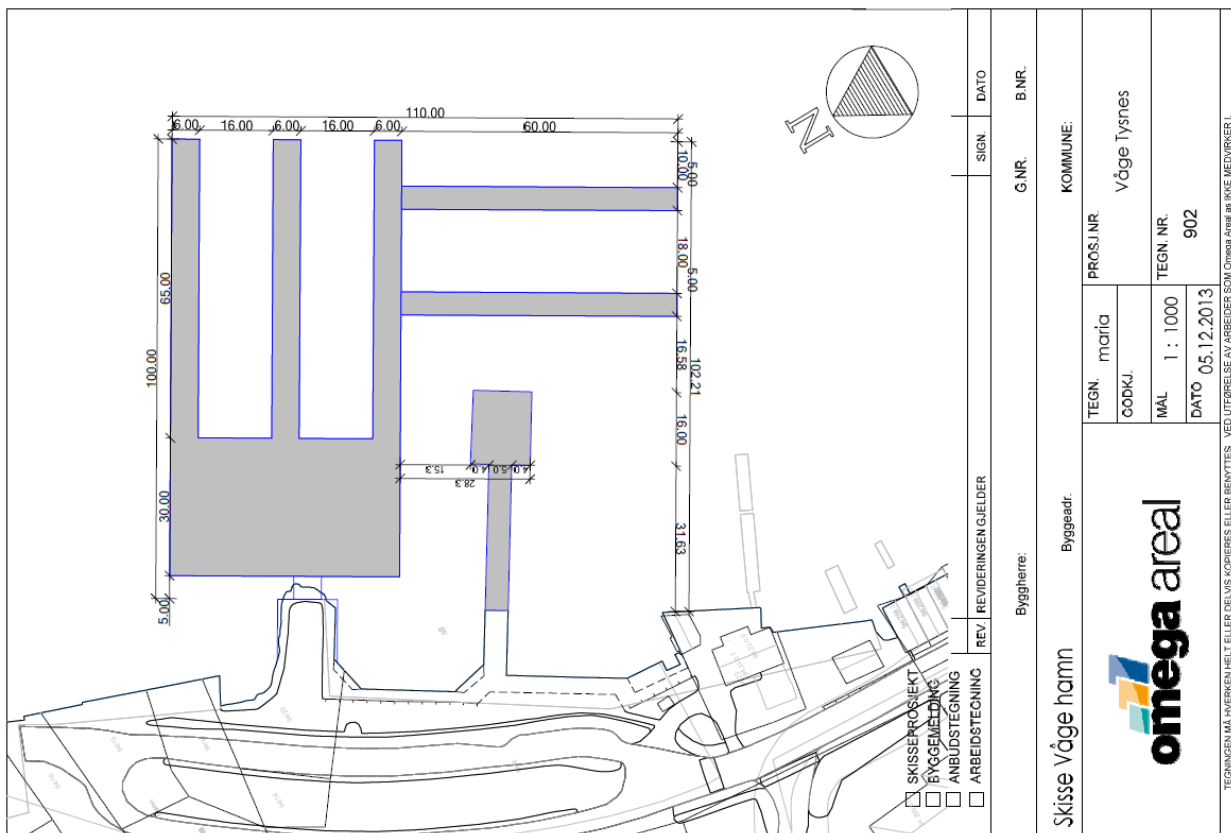 110.00
6.00
16.00
6.00
16.00
6.00
60.00
10.00
5.00
18.00
5.00
16.58
102.21
16.00
31.63
65.00
100.00
30.00
5.00
15.3
4.0
5.0
4.0
28.3
N
REV.
REVIDERINGEN GJELDER
SIGN.
DATO
SKISSEPROSJEKT
BYGGEMELDING
ANBUDSTEGNING
ARBEIDSTEGNING
Byggherre:
G.NR.
B.NR.
Skisse Våge hamn
Byggeadr.
KOMMUNE:
omega areal
TEGN. maria
GODKJ.
MÅL 1 : 1000
DATO 05.12.2013
PROSJ.NR.
Våge Tysnes
TEGN. NR.
902
TEGNINGEN MÅ HVERKEN HELT ELLER DELVIS KOPIERES ELLER BENYTTES VED UTFØRELSE AV ARBEIDER SOM Omega Areal as IKKE MEDVIRKER I.